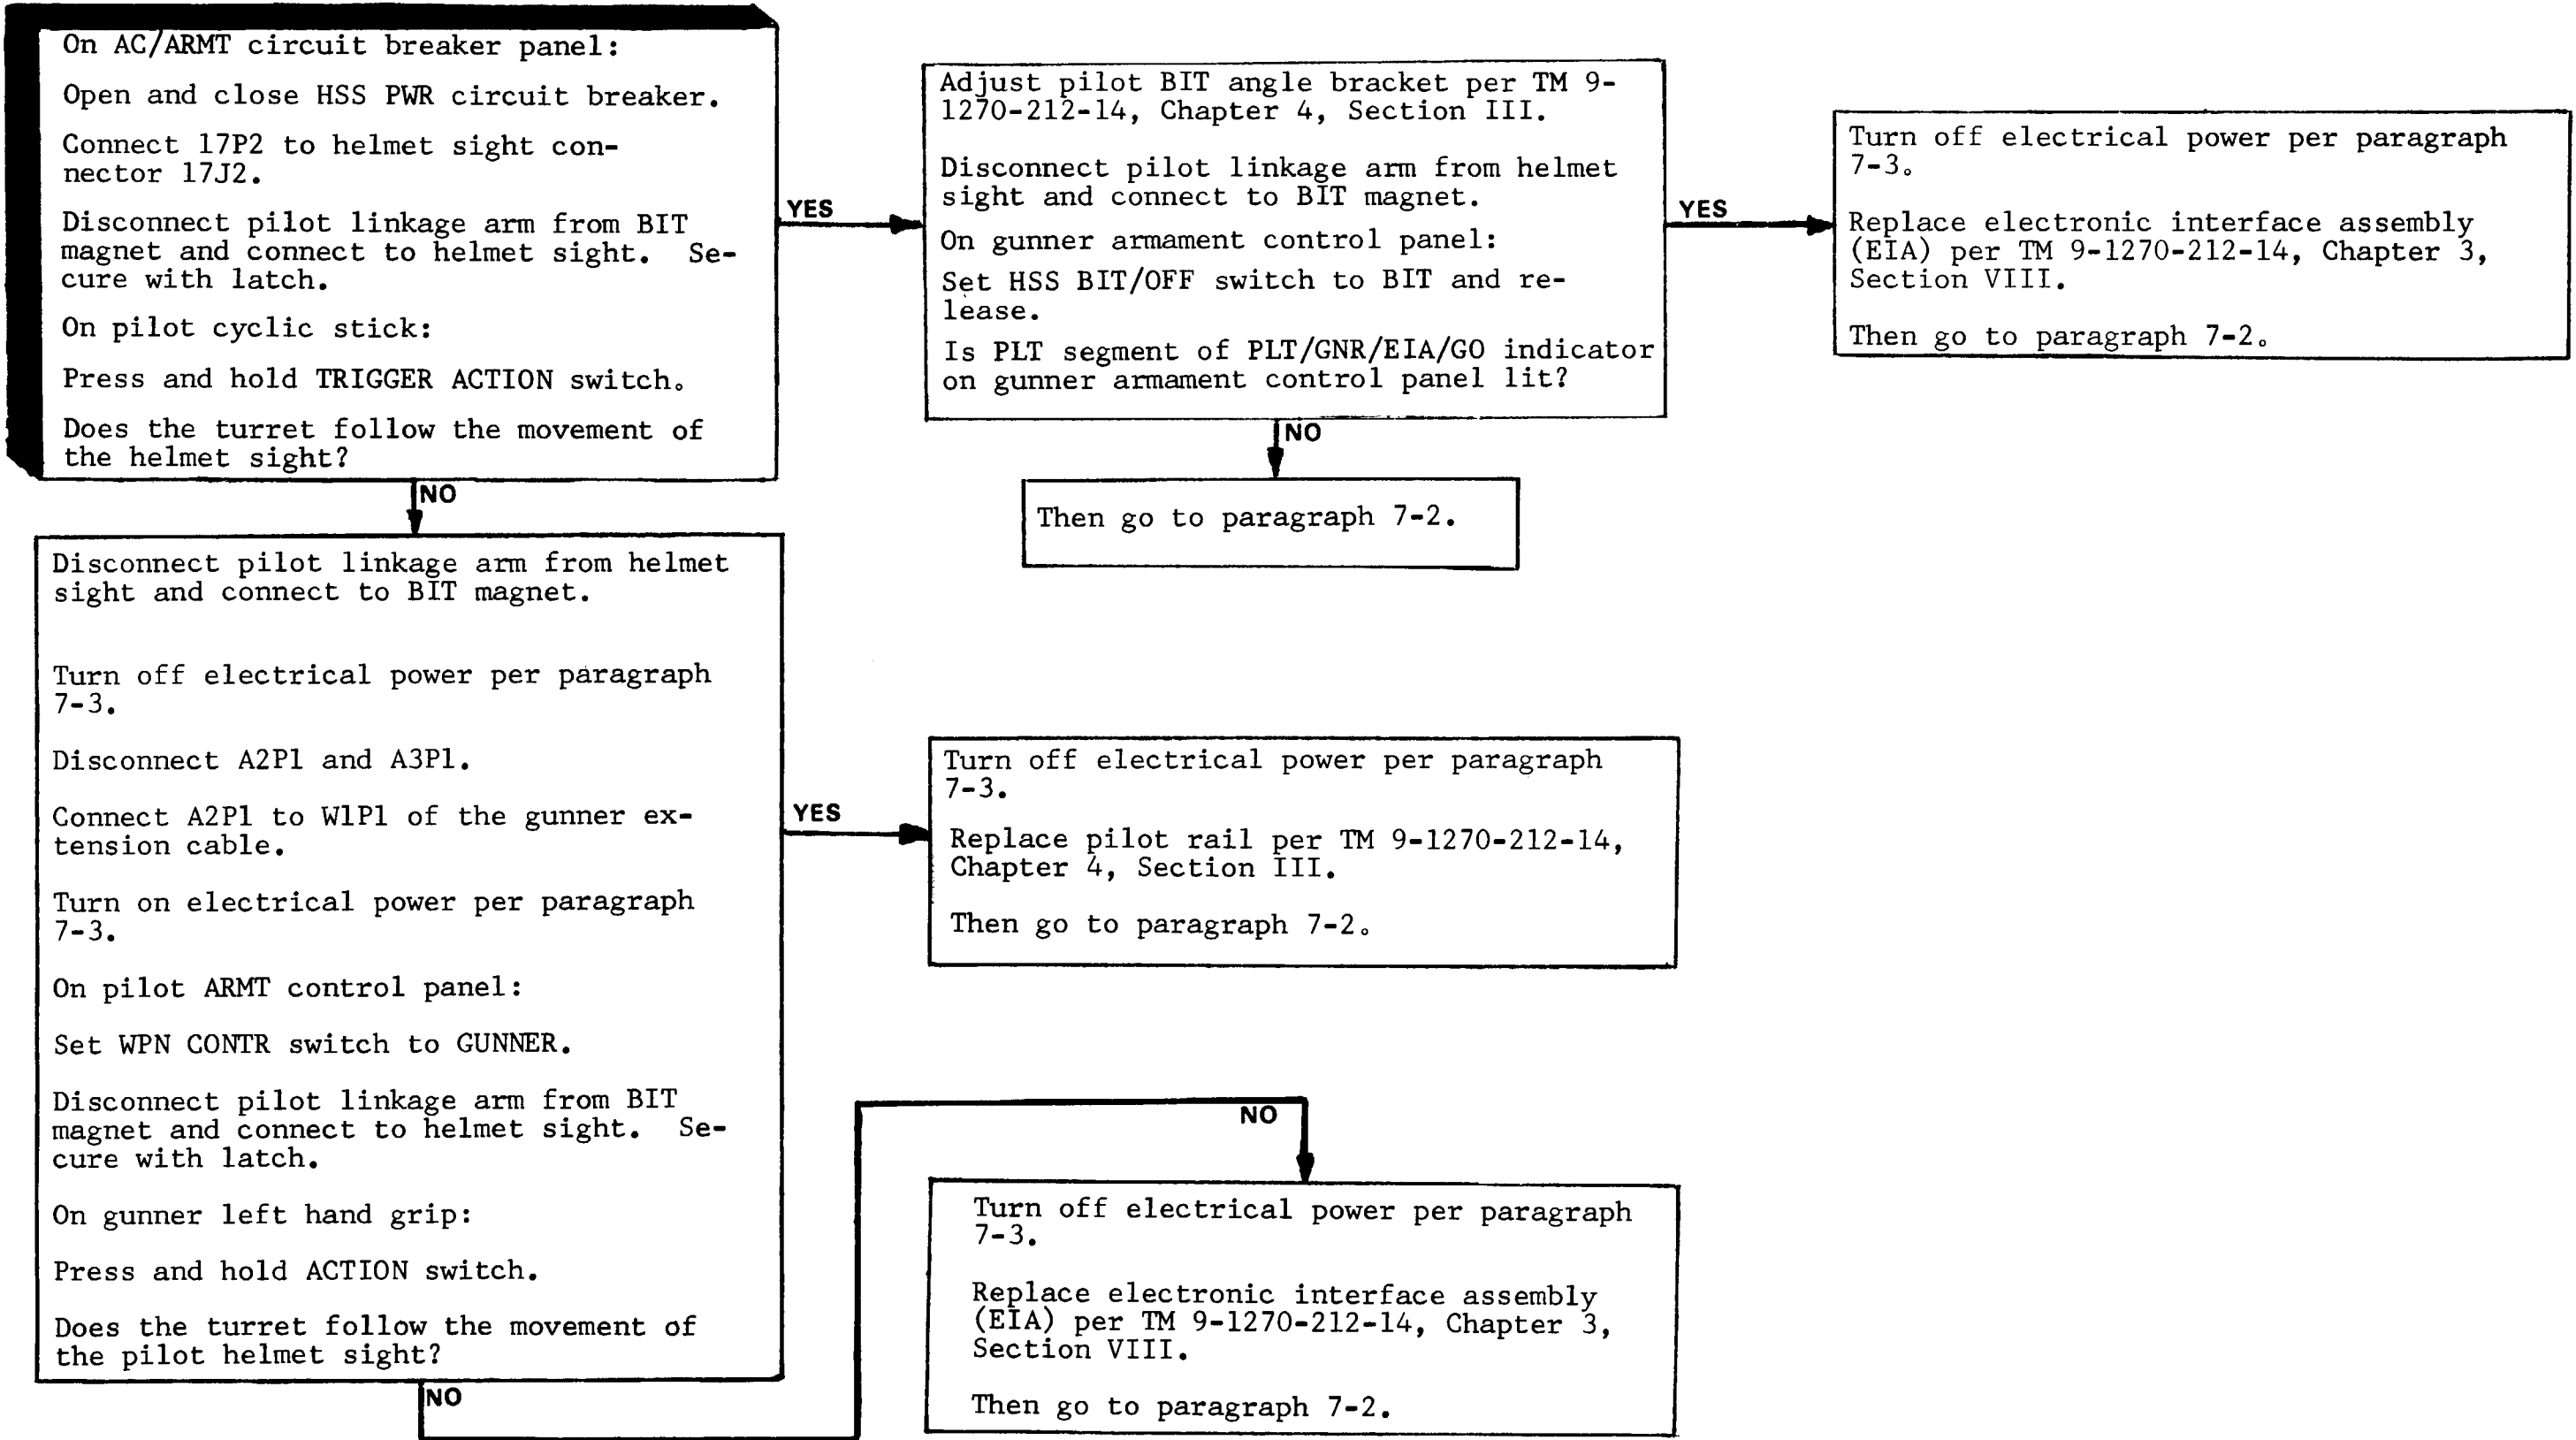 On AC/ARMT circuit breaker panel:
Open and close HSS PWR circuit breaker.
Connect 17P2 to helmet sight con-
nector 17J2.
Disconnect pilot linkage arm from BIT
magnet and connect to helmet sight. Se-
cure with latch.
On pilot cyclic stick:
Press and hold TRIGGER ACTION switch.
Does the turret follow the movement of
the helmet sight?
YES
Adjust pilot BIT angle bracket per TM 9-
1270-212-14, Chapter 4, Section III.
Disconnect pilot linkage arm from helmet
sight and connect to BIT magnet.
On gunner armament control panel:
Set HSS BIT/OFF switch to BIT and re-
lease.
Is PLT segment of PLT/GNR/EIA/GO indicator
on gunner armament control panel lit?
YES
Turn off electrical power per paragraph
7-3.
Replace electronic interface assembly
(EIA) per TM 9-1270-212-14, Chapter 3,
Section VIII.
Then go to paragraph 7-2.
NO
Then go to paragraph 7-2.
NO
Disconnect pilot linkage arm from helmet
sight and connect to BIT magnet.
Turn off electrical power per paragraph
7-3.
Disconnect A2P1 and A3P1.
Connect A2P1 to W1P1 of the gunner ex-
tension cable.
Turn on electrical power per paragraph
7-3.
On pilot ARMT control panel:
Set WPN CONTR switch to GUNNER.
Disconnect pilot linkage arm from BIT
magnet and connect to helmet sight. Se-
cure with latch.
On gunner left hand grip:
Press and hold ACTION switch.
Does the turret follow the movement of
the pilot helmet sight?
YES
Turn off electrical power per paragraph
7-3.
Replace pilot rail per TM 9-1270-212-14,
Chapter 4, Section III.
Then go to paragraph 7-2.
NO
NO
Turn off electrical power per paragraph
7-3.
Replace electronic interface assembly
(EIA) per TM 9-1270-212-14, Chapter 3,
Section VIII.
Then go to paragraph 7-2.